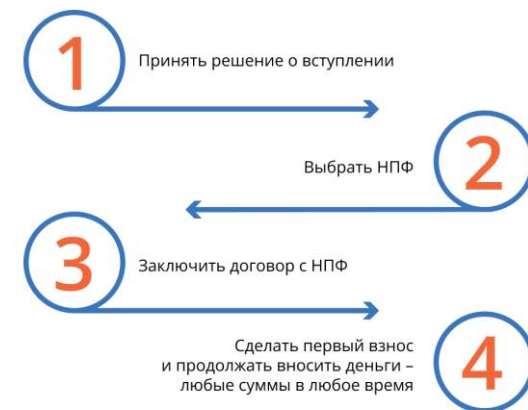 1
Принять решение о вступлении
2
Выбрать НПФ
3
Заключить договор с НПФ
4
Сделать первый взнос
и продолжать вносить деньги –
любые суммы в любое время